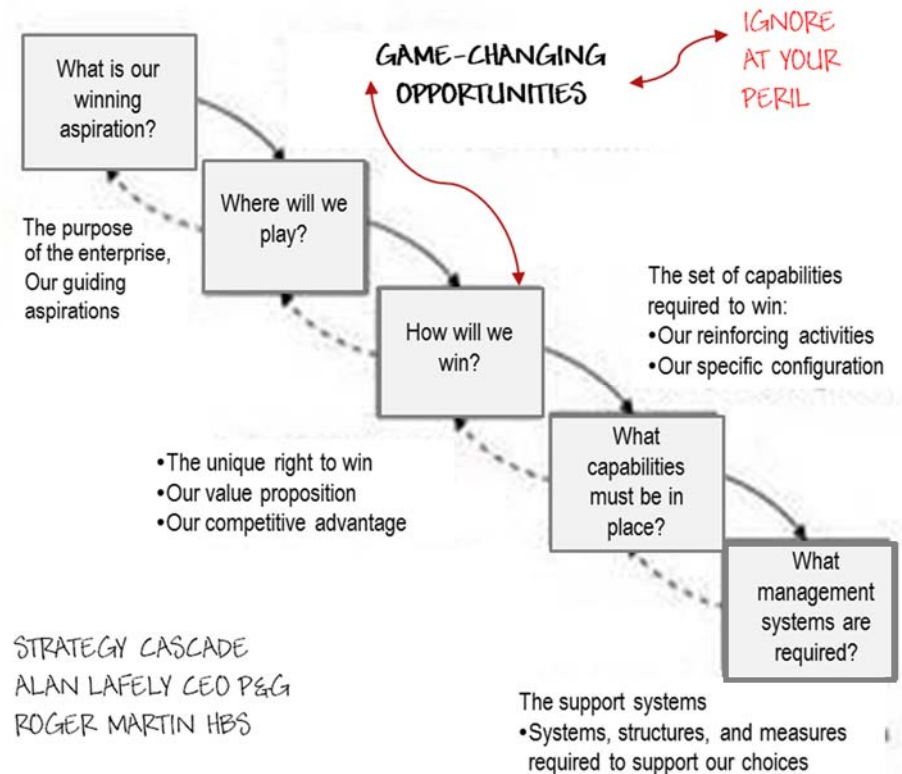 What is our
winning
aspiration?
GAME-CHANGING
OPPORTUNITIES
IGNORE
AT YOUR
PERIL
Where will we
play?
The purpose
of the enterprise,
Our guiding
aspirations
How will we
win?
The set of capabilities
required to win:
•Our reinforcing activities
•Our specific configuration
•The unique right to win
•Our value proposition
•Our competitive advantage
What
capabilities
must be in
place?
What
management
systems are
required?
STRATEGY CASCADE
ALAN LAFELY CEO P&G
ROGER MARTIN HBS
The support systems
•Systems, structures, and measures
required to support our choices